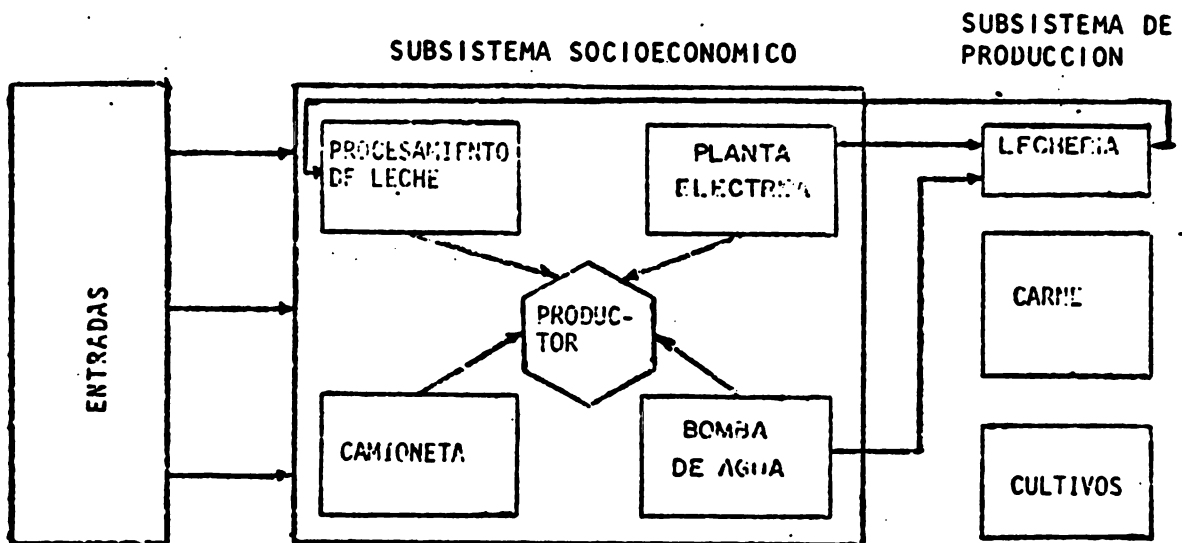 SUBSISTEMA DE
PRODUCCION
SUBSISTEMA SOCIOECONOMICO
ENTRADAS
PROCESAMIENTO
DE LECHE
PLANTA
ELECTRICA
LECHERIA
PRODUC-
TOR
CARNE
CAMIONETA
BOMBA
DE AGUA
CULTIVOS